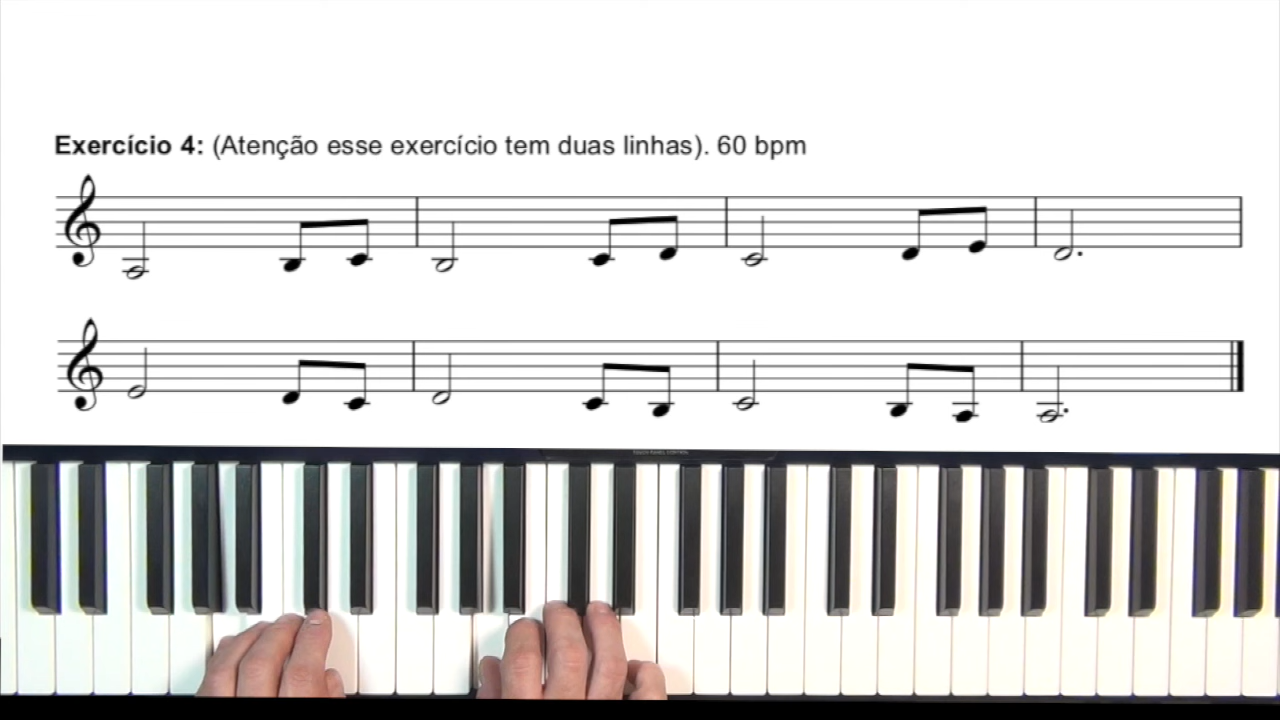 Exercício 4: (Atenção esse exercício tem duas linhas). 60 bpm